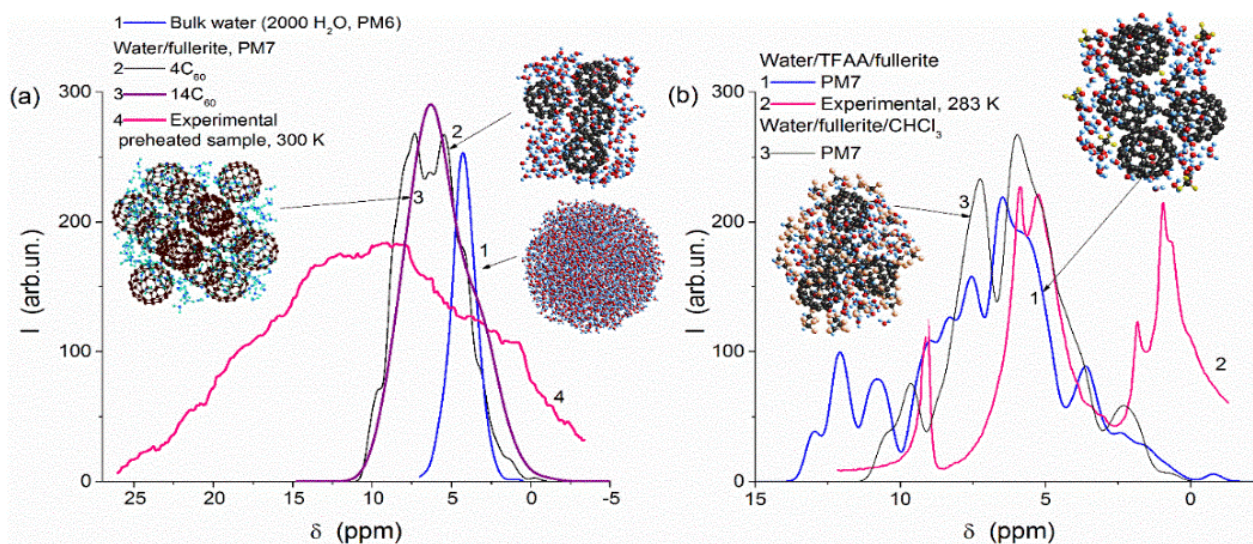 1 Bulk water (2000 H₂O, PM6)
Water/fullerite, PM7
2 4C₆₀
3 14C₆₀
4 Experimental
preheated sample, 300 K
(a)
300
200
100
0
I (arb.un.)
1
2
3
4
25 20 15 10 5 0 -5
δ (ppm)
Water/TFAA/fullerite
1 PM7
2 Experimental, 283 K
Water/fullerite/CHCl₃
3 PM7
(b)
300
200
100
0
I (arb.un.)
3
1
2
15 10 5 0
δ (ppm)